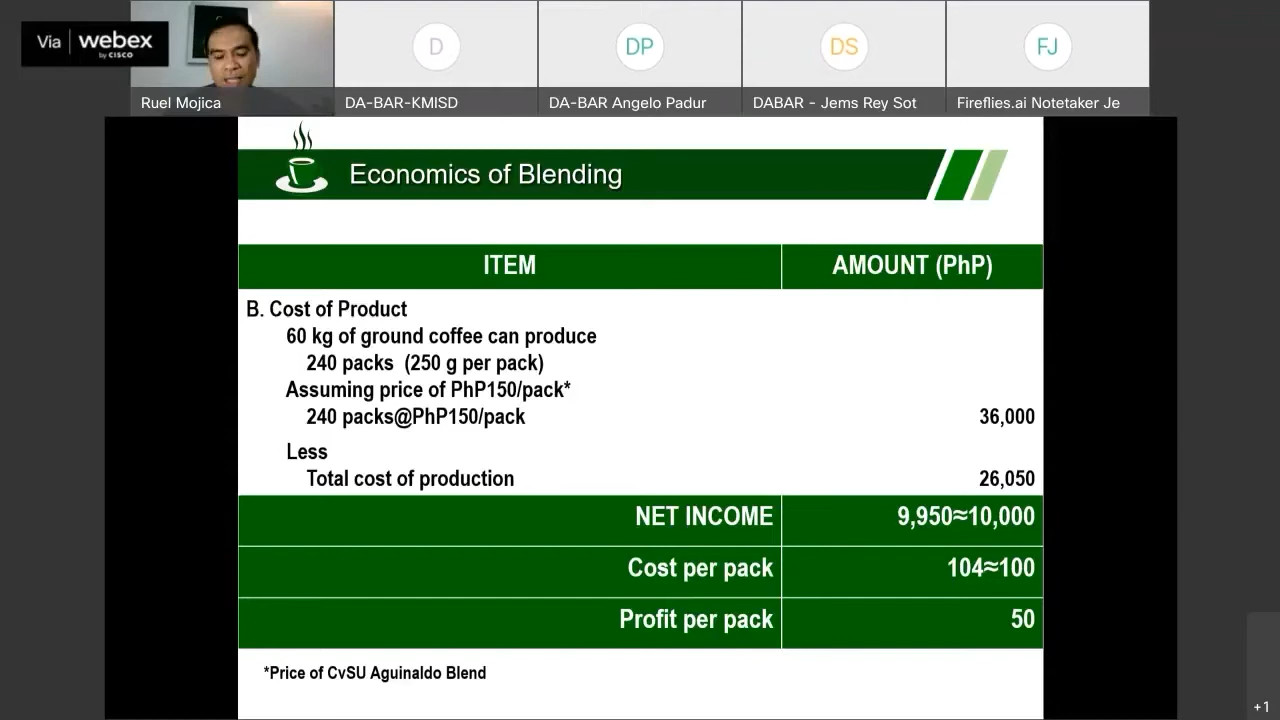 Via webex
by CISCO
Ruel Mojica
D
DA-BAR-KMISD
DP
DA-BAR Angelo Padur
DS
DABAR - Jems Rey Sot
FJ
Fireflies.ai Notetaker Je
Economics of Blending
ITEM AMOUNT (PhP)
B. Cost of Product
60 kg of ground coffee can produce
240 packs (250 g per pack)
Assuming price of PhP150/pack*
240 packs@PhP150/pack 36,000
Less
Total cost of production 26,050
NET INCOME 9,950≈10,000
Cost per pack 104≈100
Profit per pack 50
*Price of CvSU Aguinaldo Blend
+1